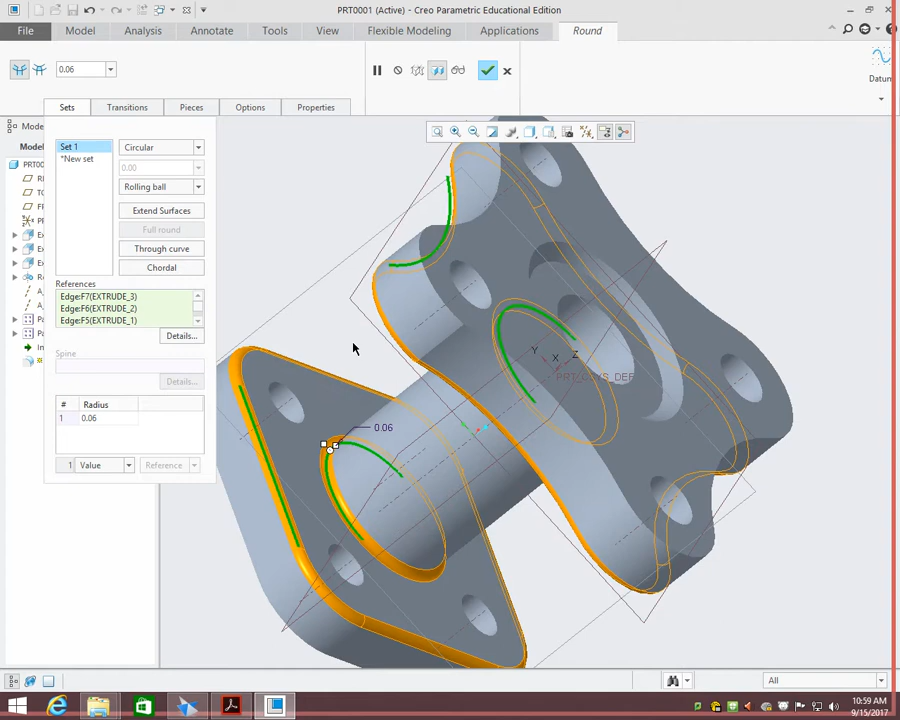 PRT0001 (Active) - Creo Parametric Educational Edition
File Model Analysis Annotate Tools View Flexible Modeling Applications Round
0.06
Datum
Sets Transitions Pieces Options Properties
Mode
Set 1
*New set
Circular
0.00
Rolling ball
Extend Surfaces
Full round
Through curve
Chordal
References
Edge:F7(EXTRUDE_3)
Edge:F6(EXTRUDE_2)
Edge:F5(EXTRUDE_1)
Details...
Spine
Details...
# Radius
1 0.06
1 Value Reference
0.06
Y X Z
All
10:59 AM
9/15/2017